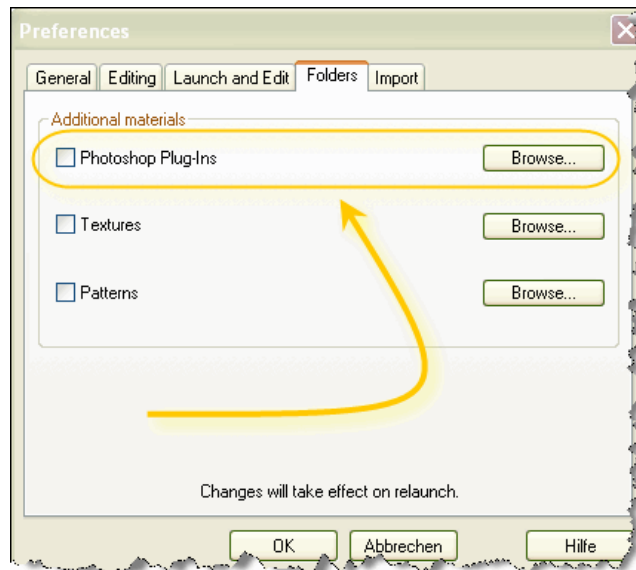 Preferences
General Editing Launch and Edit Folders Import
Additional materials
Photoshop Plug-Ins Browse...
Textures Browse...
Patterns Browse...
Changes will take effect on relaunch.
OK Abbrechen Hilfe